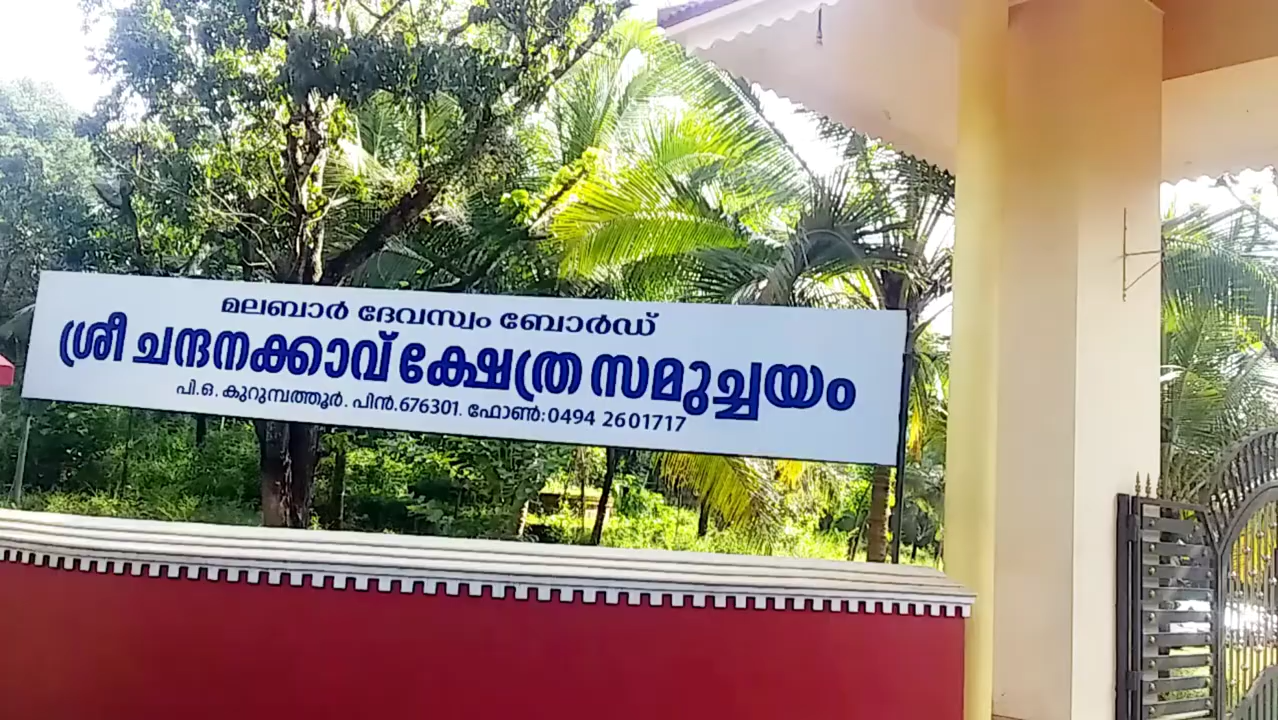 മലബാർ ദേവസ്വം ബോർഡ്
ശ്രീ ചന്ദനക്കാവ് ക്ഷേത്ര സമുച്ചയം
പി.ഒ. കുറുമ്പത്തൂർ. പിൻ.676301. ഫോൺ:0494 2601717